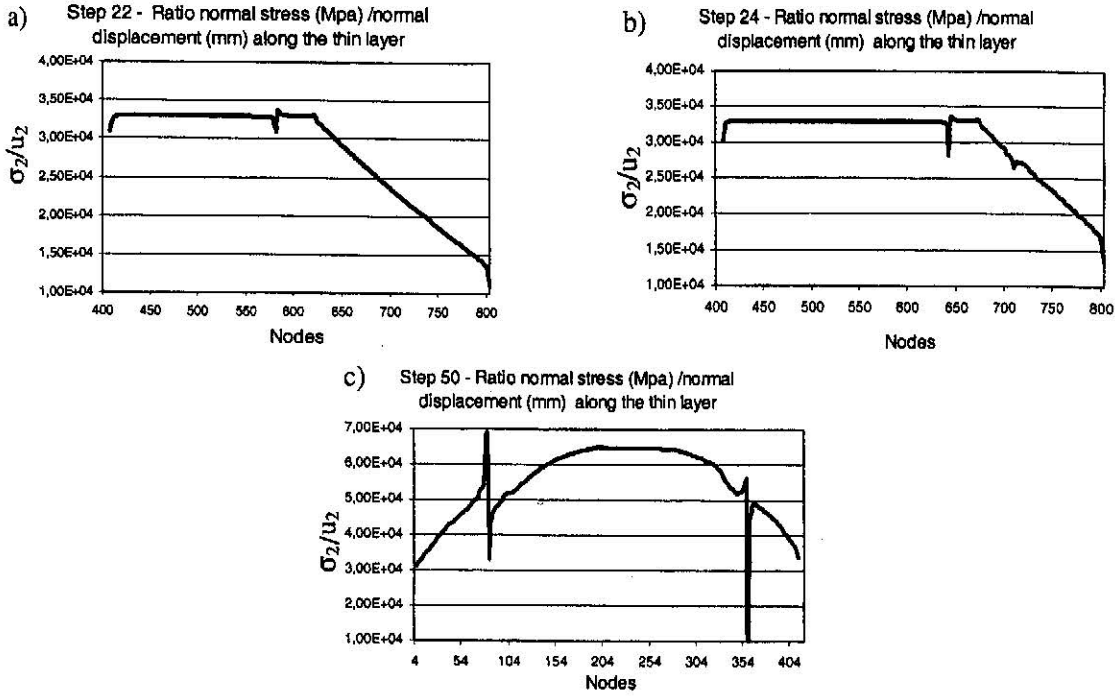 a)
Step 22 - Ratio normal stress (Mpa) /normal
displacement (mm) along the thin layer
4,00E+04
3,50E+04
3,00E+04
2,50E+04
2,00E+04
1,50E+04
1,00E+04
σ2/u2
400 450 500 550 600 650 700 750 800
Nodes
b)
Step 24 - Ratio normal stress (Mpa) /normal
displacement (mm) along the thin layer
4,00E+04
3,50E+04
3,00E+04
2,50E+04
2,00E+04
1,50E+04
1,00E+04
σ2/u2
400 450 500 550 600 650 700 750 800
Nodes
c)
Step 50 - Ratio normal stress (Mpa) /normal
displacement (mm) along the thin layer
7,00E+04
6,00E+04
5,00E+04
4,00E+04
3,00E+04
2,00E+04
1,00E+04
σ2/u2
4 54 104 154 204 254 304 354 404
Nodes